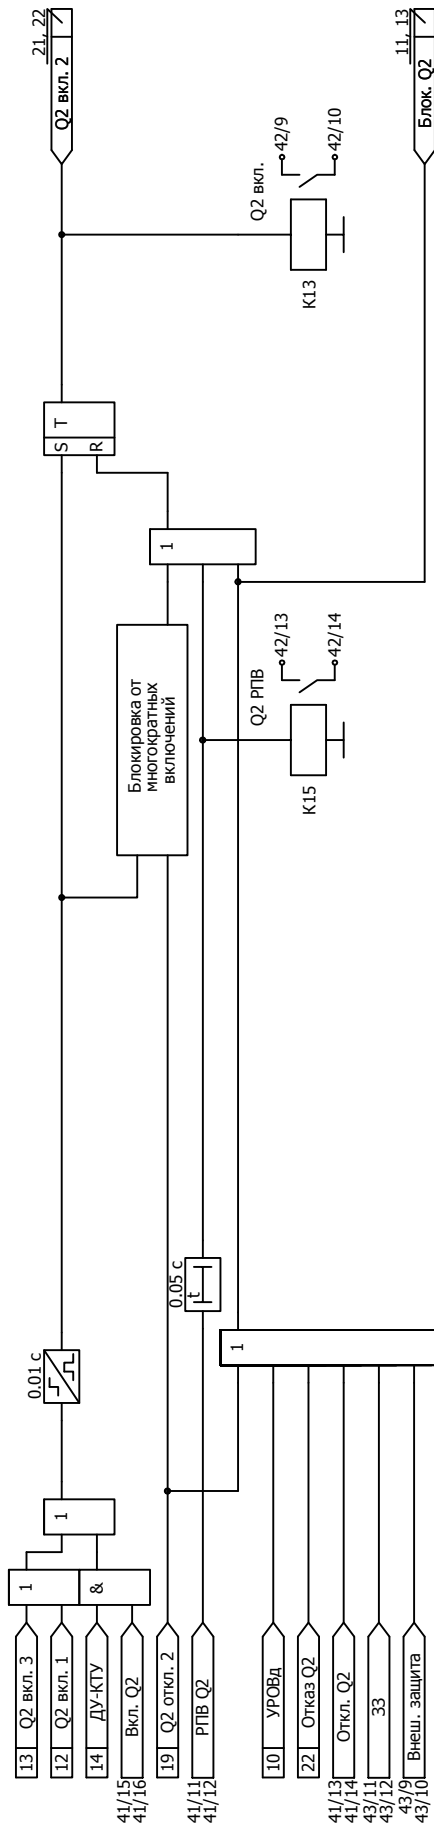 21, 22
Q2 вкл. 2
11, 13
Блок. Q2
42/9
42/10
Q2 вкл.
K13
T
S
R
1
42/13
42/14
Q2 РПВ
K15
Блокировка от
многократных
включений
0.05 с
t
0.01 с
1
1
1
&
13 Q2 вкл. 3
12 Q2 вкл. 1
14 ДУ-КТУ
41/15
41/16
Вкл. Q2
19 Q2 откл. 2
41/11
41/12
РПВ Q2
10 УРОВд
22 Отказ Q2
41/13
41/14
Откл. Q2
43/11
43/12
ЗЗ
43/9
43/10
Внеш. защита